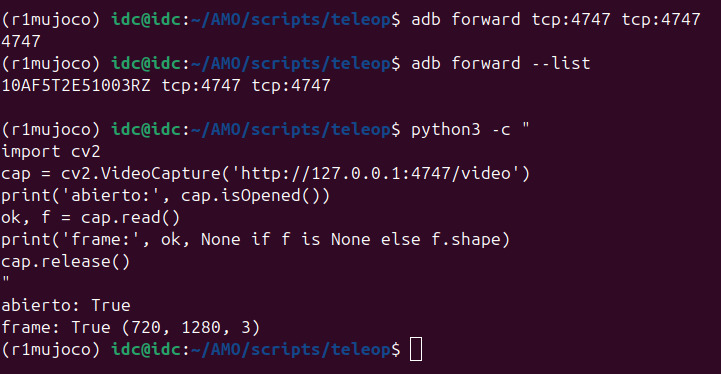 (r1mujoco) idc@idc:~/AMO/scripts/teleop$ adb forward tcp:4747 tcp:4747
4747
(r1mujoco) idc@idc:~/AMO/scripts/teleop$ adb forward --list
10AF5T2E51003RZ tcp:4747 tcp:4747
(r1mujoco) idc@idc:~/AMO/scripts/teleop$ python3 -c "
import cv2
cap = cv2.VideoCapture('http://127.0.0.1:4747/video')
print('abierto:', cap.isOpened())
ok, f = cap.read()
print('frame:', ok, None if f is None else f.shape)
cap.release()
"
abierto: True
frame: True (720, 1280, 3)
(r1mujoco) idc@idc:~/AMO/scripts/teleop$